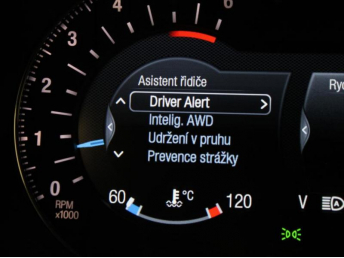 3
4
6
2
1
0
RPM
x1000
Asistent řidiče
Driver Alert
Intelig. AWD
Udržení v pruhu
Prevence strážky
60
°C
120
V
A